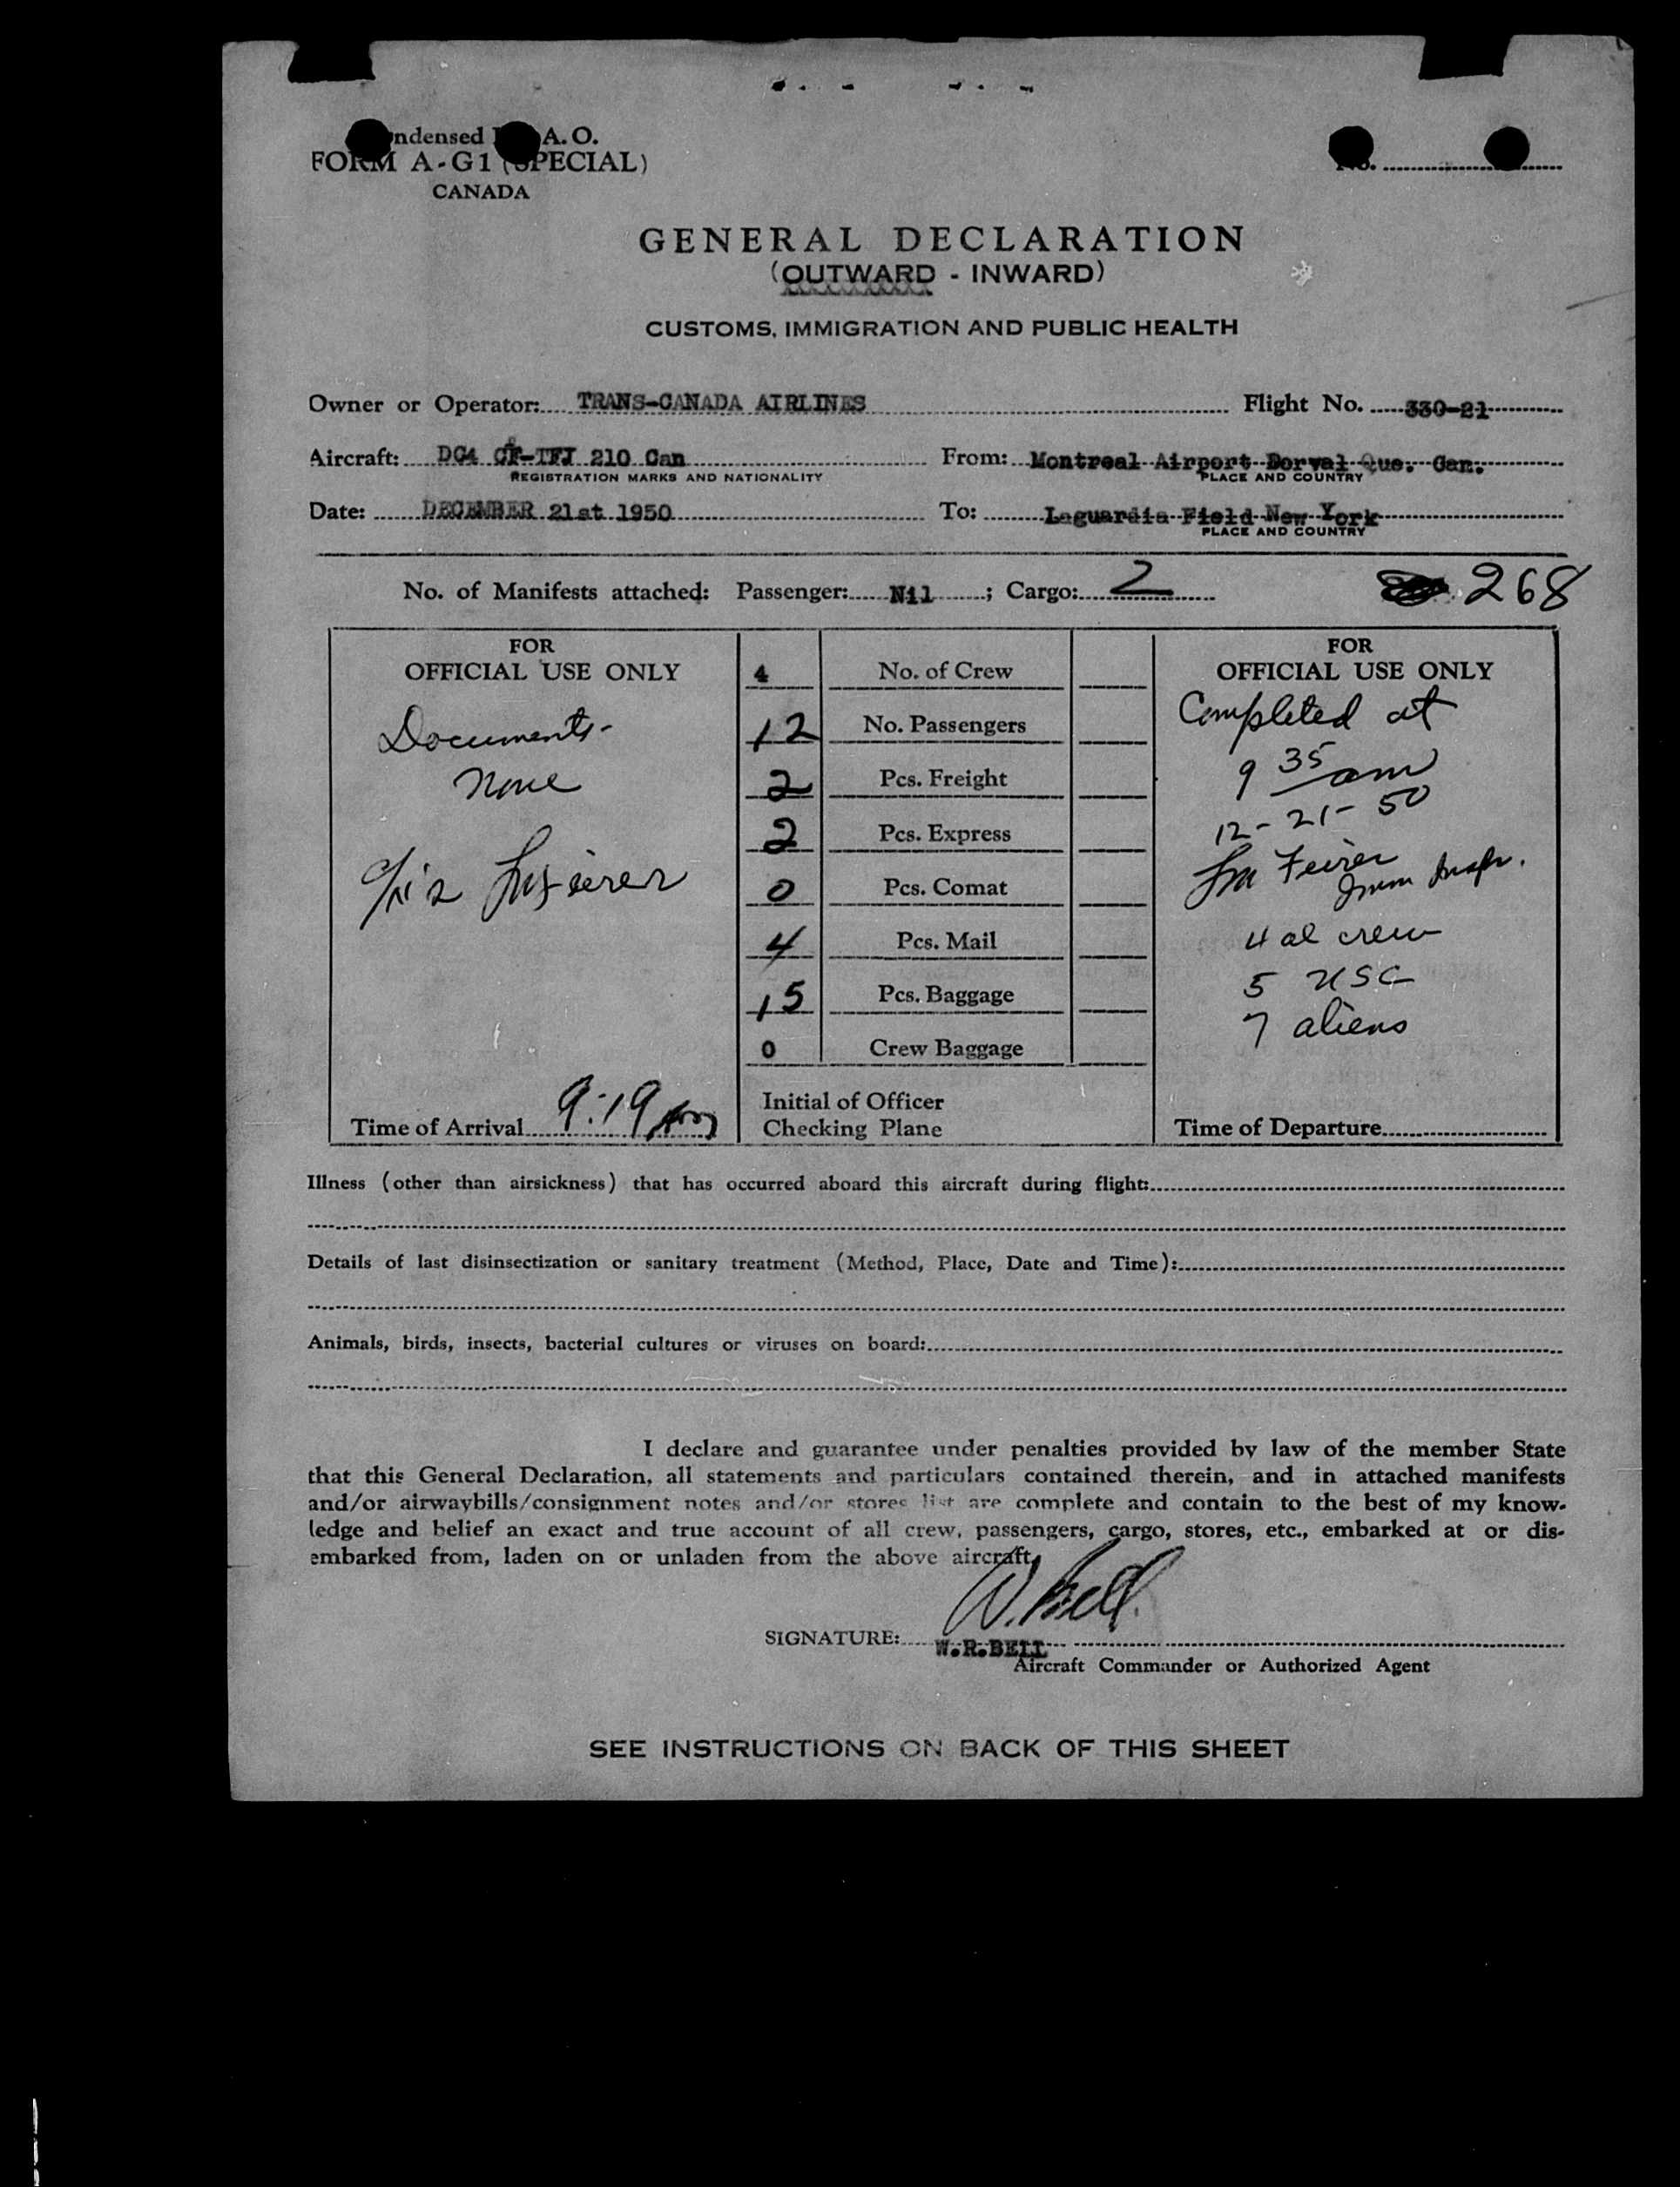 ndensed A. O.
FORM A-G1 (SPECIAL)
CANADA
No.
GENERAL DECLARATION
(OUTWARD - INWARD)
CUSTOMS, IMMIGRATION AND PUBLIC HEALTH
Owner or Operator: TRANS-CANADA AIRLINES Flight No. 330-21
Aircraft: DC4 CF-TFJ 210 Can From: Montreal Airport Dorval Que. Can.
REGISTRATION MARKS AND NATIONALITY PLACE AND COUNTRY
Date: DECEMBER 21st 1950 To: Laguardia Field New York
PLACE AND COUNTRY
No. of Manifests attached: Passenger: Nil ; Cargo: 2 268
FOR
OFFICIAL USE ONLY
Documents-
none
Time of Arrival 9:19 Am
4 No. of Crew
12 No. Passengers
2 Pcs. Freight
2 Pcs. Express
0 Pcs. Comat
4 Pcs. Mail
15 Pcs. Baggage
0 Crew Baggage
Initial of Officer
Checking Plane
FOR
OFFICIAL USE ONLY
Completed at
9 35 am
12-21-50
Imm Inspr.
4 al crew
5 USC
7 aliens
Time of Departure
Illness (other than airsickness) that has occurred aboard this aircraft during flight:
Details of last disinsectization or sanitary treatment (Method, Place, Date and Time):
Animals, birds, insects, bacterial cultures or viruses on board:
I declare and guarantee under penalties provided by law of the member State
that this General Declaration, all statements and particulars contained therein, and in attached manifests
and/or airwaybills/consignment notes and/or stores list are complete and contain to the best of my know-
ledge and belief an exact and true account of all crew, passengers, cargo, stores, etc., embarked at or dis-
embarked from, laden on or unladen from the above aircraft.
W. Bell.
SIGNATURE: W.R.BELL
Aircraft Commander or Authorized Agent
SEE INSTRUCTIONS ON BACK OF THIS SHEET